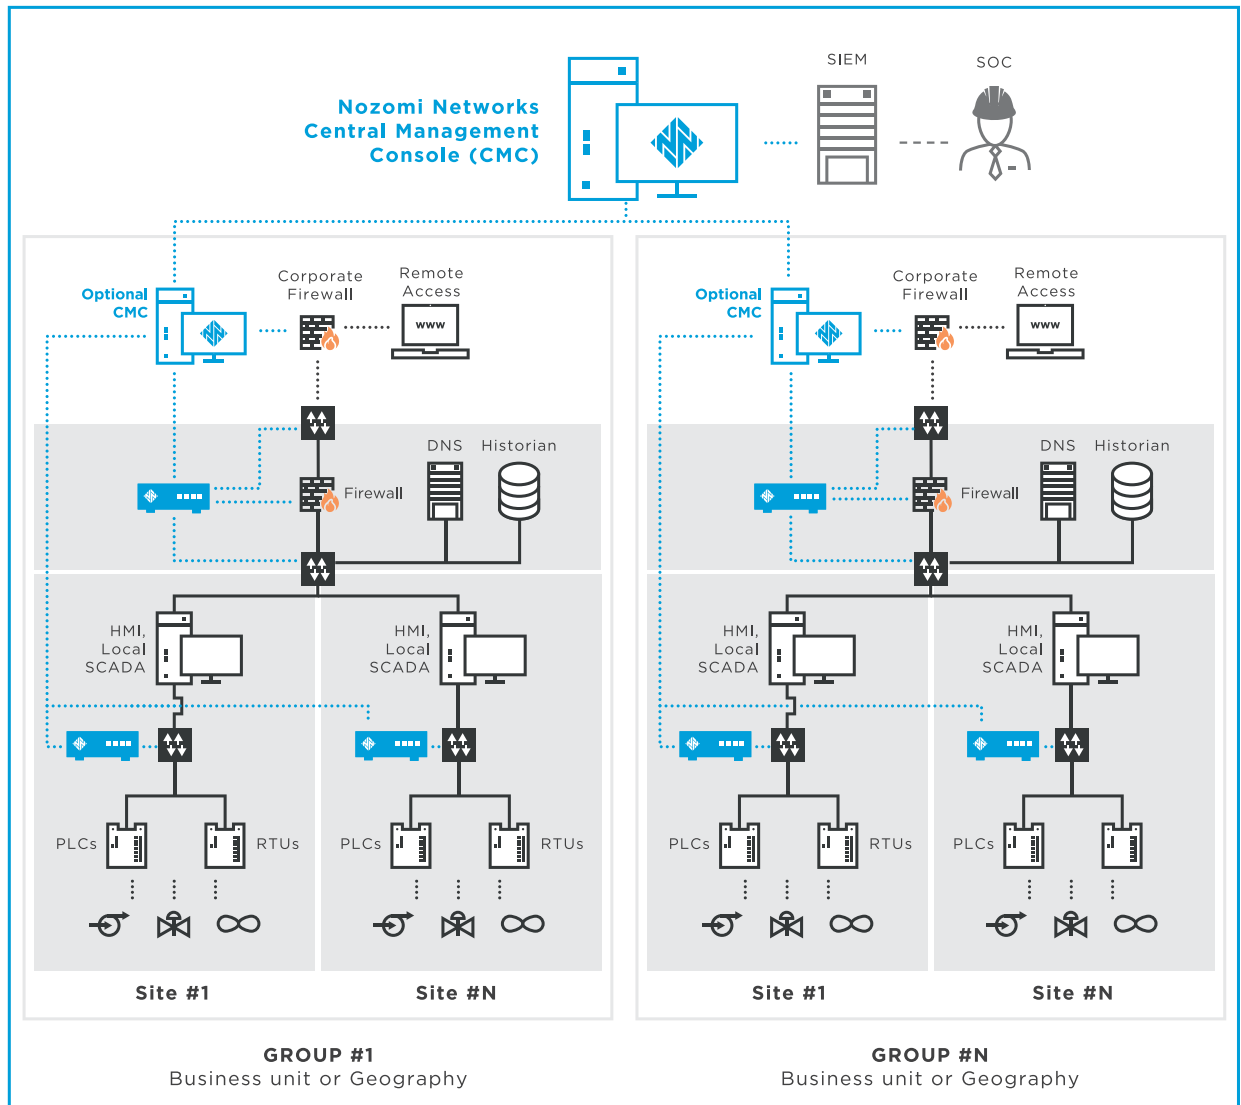 SIEM
SOC
Nozomi Networks
Central Management
Console (CMC)
Corporate
Firewall
Remote
Access
Optional
CMC
www
DNS
Historian
Firewall
HMI,
Local
SCADA
HMI,
Local
SCADA
PLCs
RTUs
PLCs
RTUs
Site #1
Site #N
GROUP #1
Business unit or Geography
Corporate
Firewall
Remote
Access
Optional
CMC
www
DNS
Historian
Firewall
HMI,
Local
SCADA
HMI,
Local
SCADA
PLCs
RTUs
PLCs
RTUs
Site #1
Site #N
GROUP #N
Business unit or Geography